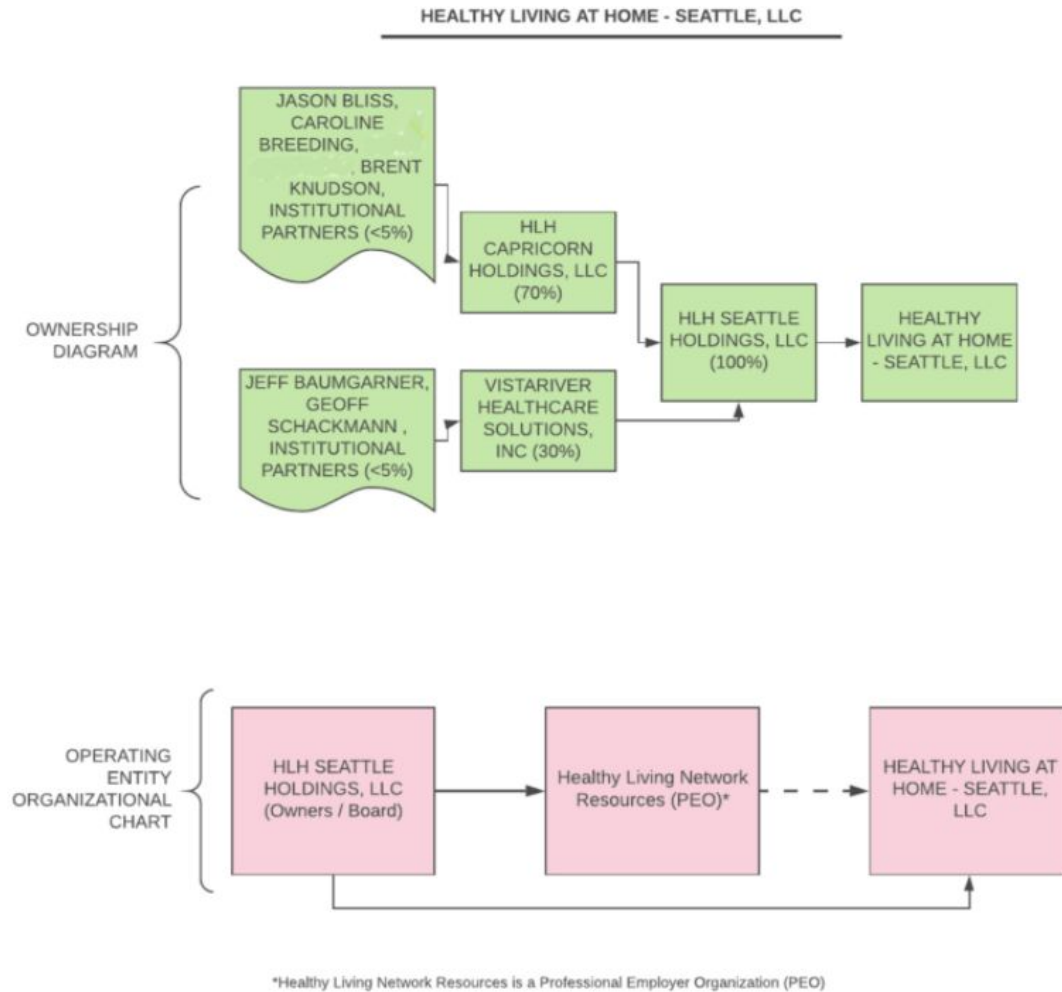 HEALTHY LIVING AT HOME - SEATTLE, LLC
OWNERSHIP
DIAGRAM
JASON BLISS,
CAROLINE
BREEDING,
, BRENT
KNUDSON,
INSTITUTIONAL
PARTNERS (<5%)
HLH
CAPRICORN
HOLDINGS, LLC
(70%)
JEFF BAUMGARNER,
GEOFF
SCHACKMANN ,
INSTITUTIONAL
PARTNERS (<5%)
VISTARIVER
HEALTHCARE
SOLUTIONS,
INC (30%)
HLH SEATTLE
HOLDINGS, LLC
(100%)
HEALTHY
LIVING AT HOME
- SEATTLE, LLC
OPERATING
ENTITY
ORGANIZATIONAL
CHART
HLH SEATTLE
HOLDINGS, LLC
(Owners / Board)
Healthy Living Network
Resources (PEO)*
HEALTHY LIVING AT
HOME - SEATTLE,
LLC
*Healthy Living Network Resources is a Professional Employer Organization (PEO)